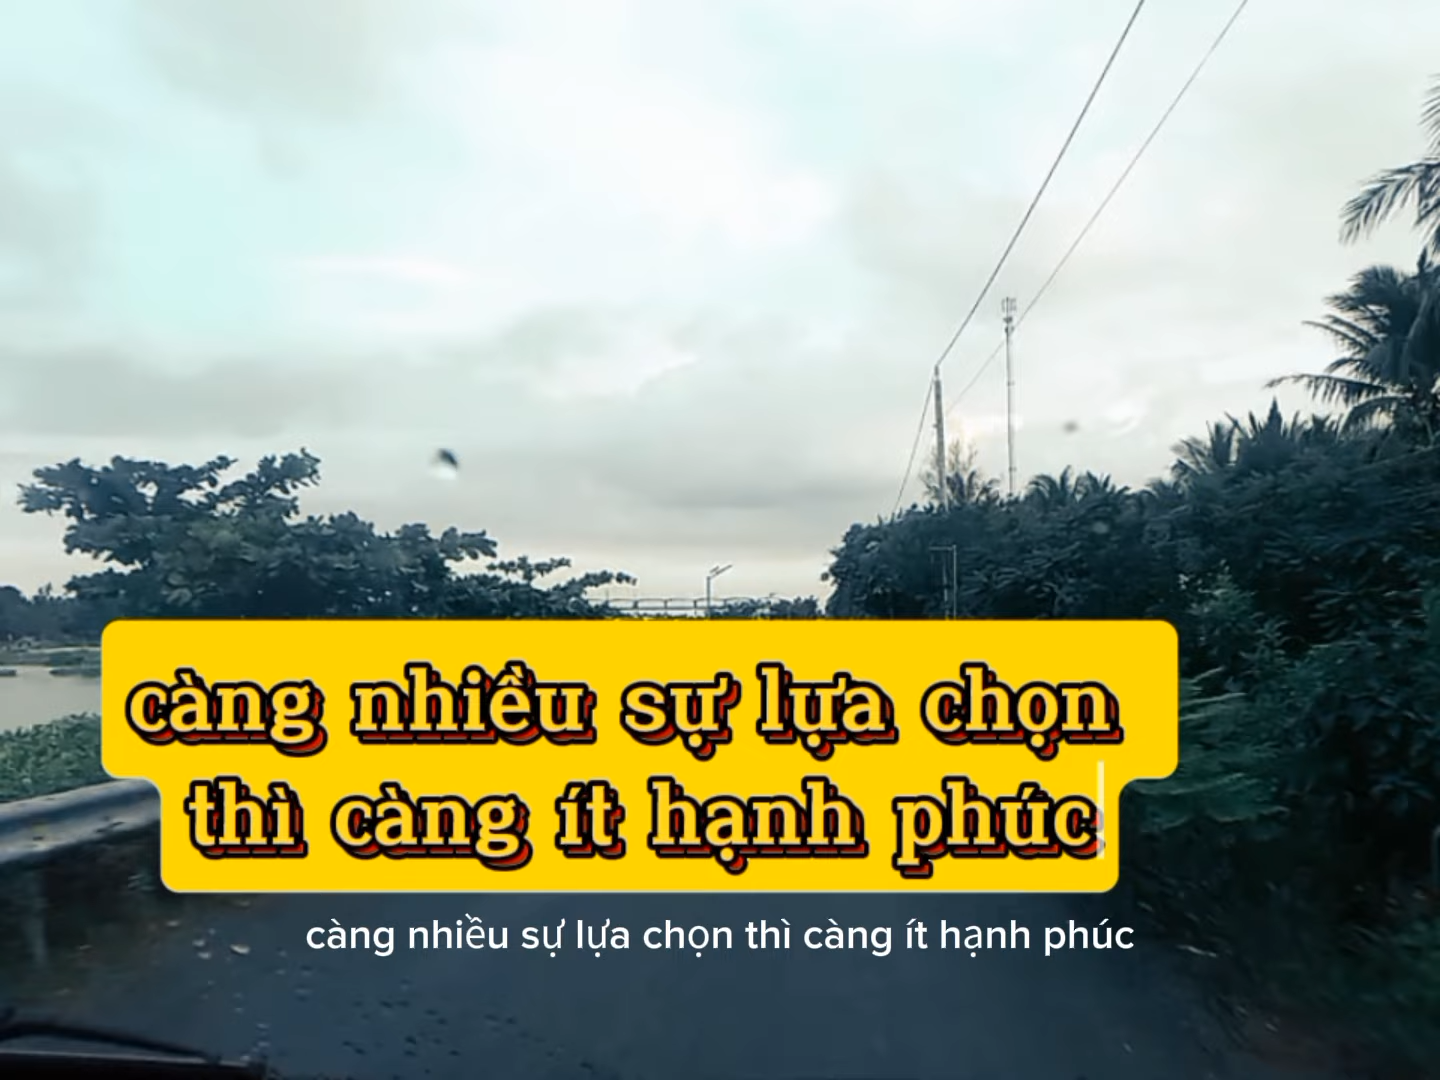 càng nhiều sự lựa chọn
thì càng ít hạnh phúc
càng nhiều sự lựa chọn thì càng ít hạnh phúc